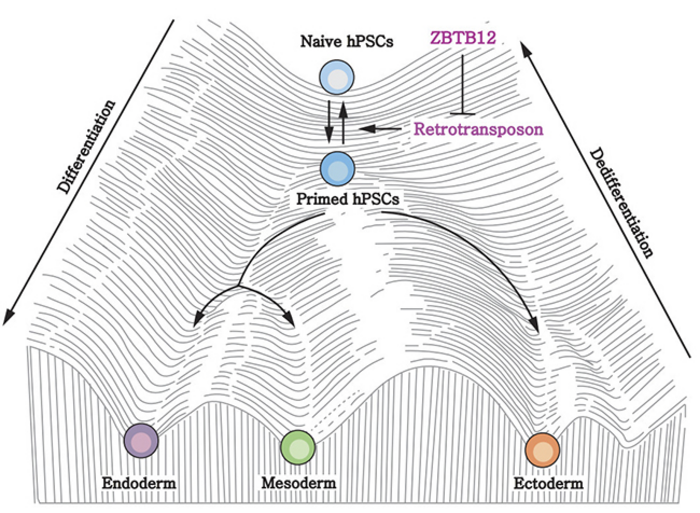 Naive hPSCs
ZBTB12
Retrotransposon
Primed hPSCs
Differentiation
Dedifferentiation
Endoderm
Mesoderm
Ectoderm